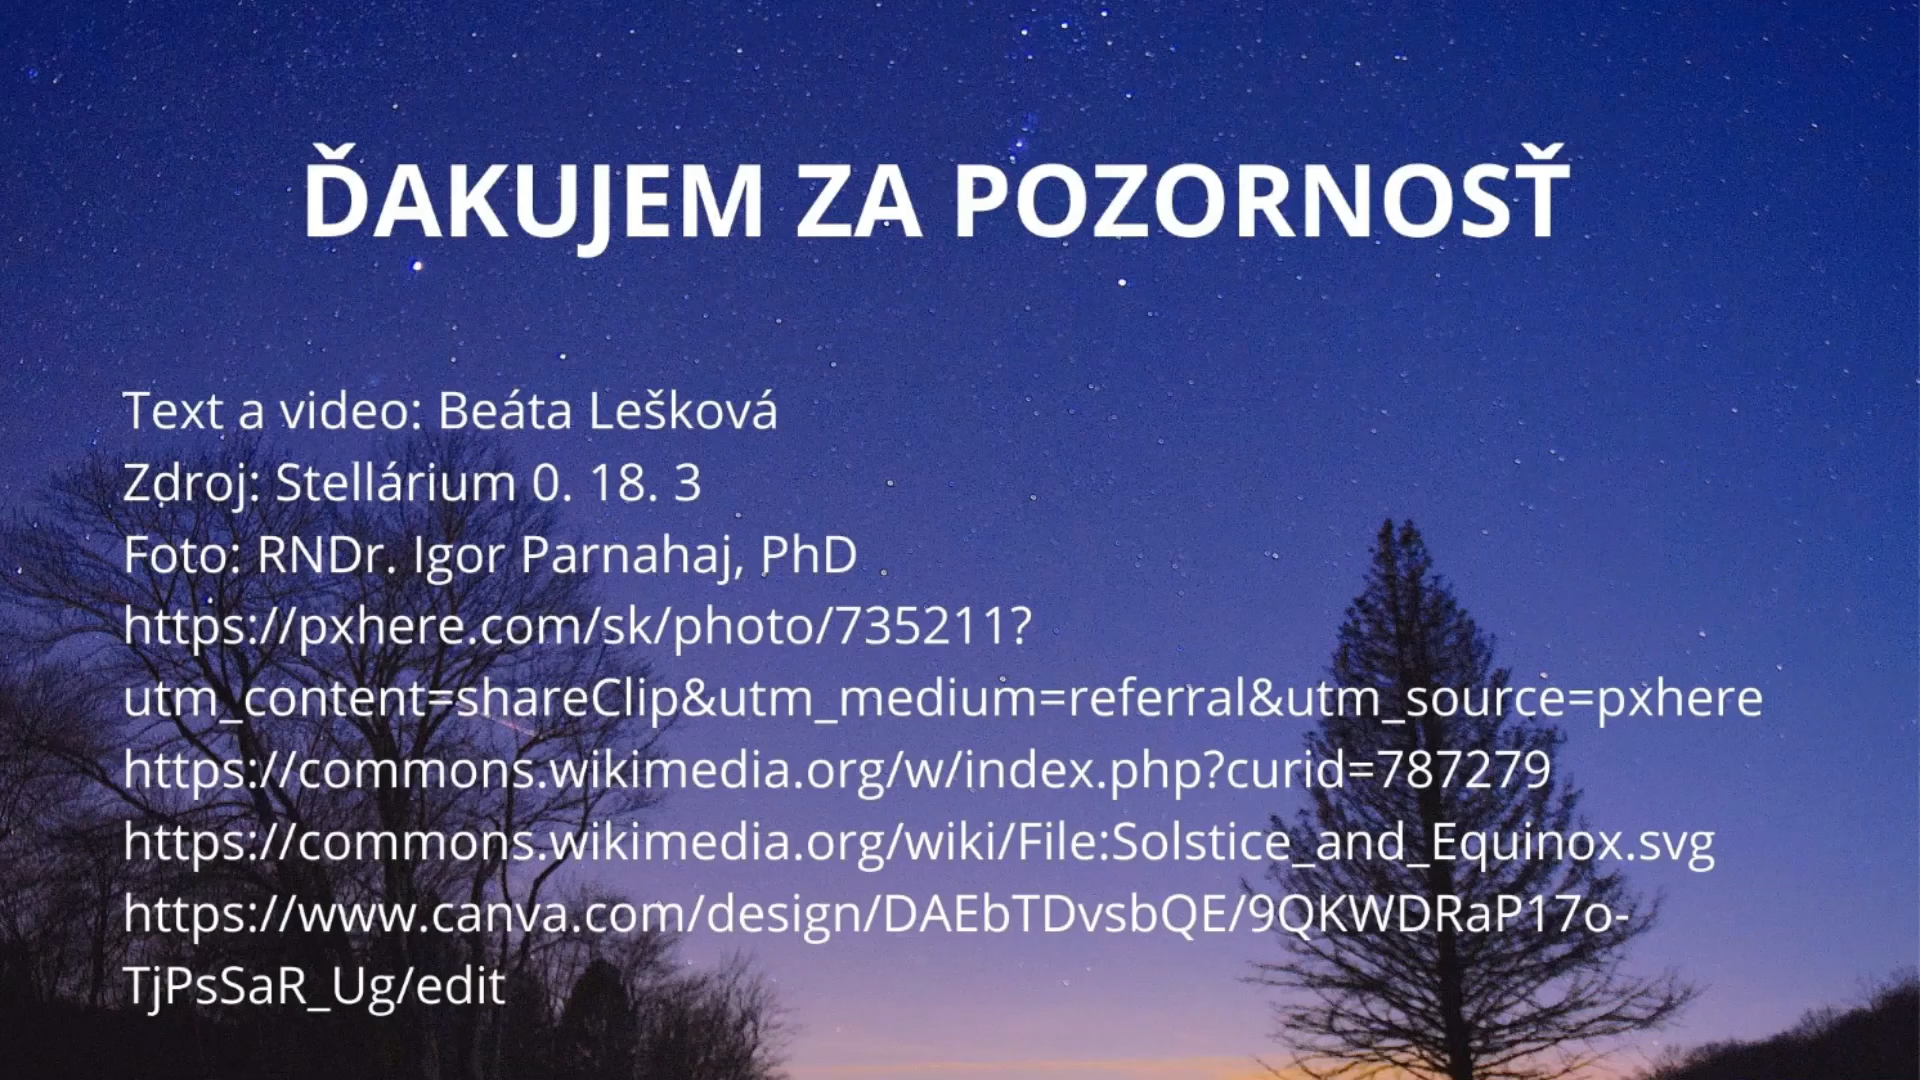 ĎAKUJEM ZA POZORNOSŤ
Text a video: Beáta Lešková
Zdroj: Stellárium 0. 18. 3
Foto: RNDr. Igor Parnahaj, PhD
https://pxhere.com/sk/photo/735211?
utm_content=shareClip&utm_medium=referral&utm_source=pxhere
https://commons.wikimedia.org/w/index.php?curid=787279
https://commons.wikimedia.org/wiki/File:Solstice_and_Equinox.svg
https://www.canva.com/design/DAEbTDvsbQE/9QKWDRaP17o-
TjPsSaR_Ug/edit